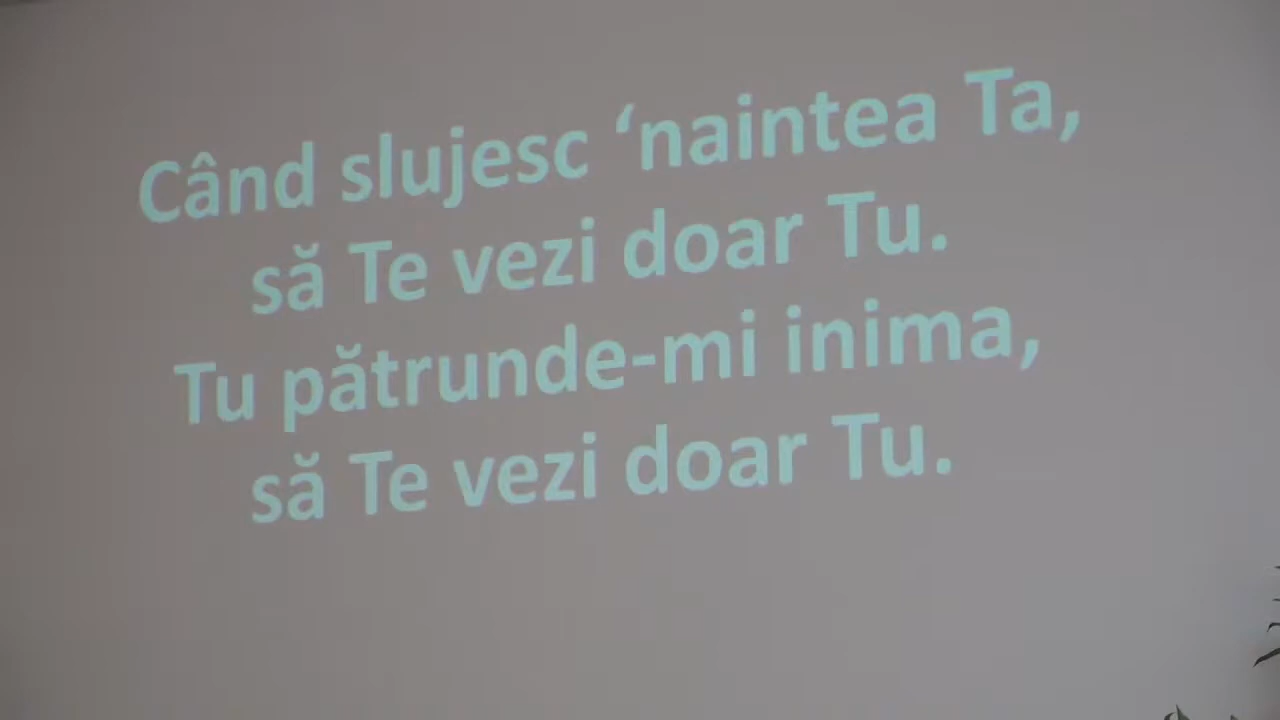 Când slujesc ‘naintea Ta,
să Te vezi doar Tu.
Tu pătrunde-mi inima,
să Te vezi doar Tu.